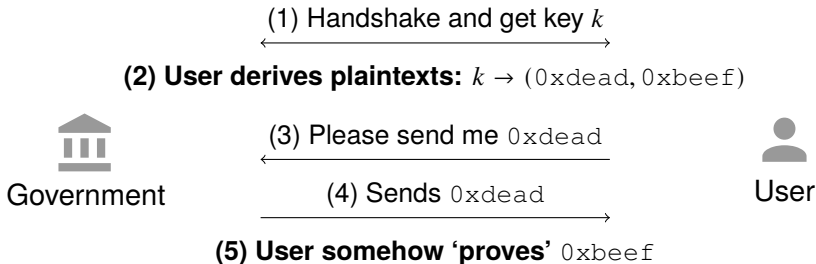 (1) Handshake and get key k
(2) User derives plaintexts: k → (0xdead, 0xbeef)
(3) Please send me 0xdead
Government
(4) Sends 0xdead
User
(5) User somehow ‘proves’ 0xbeef